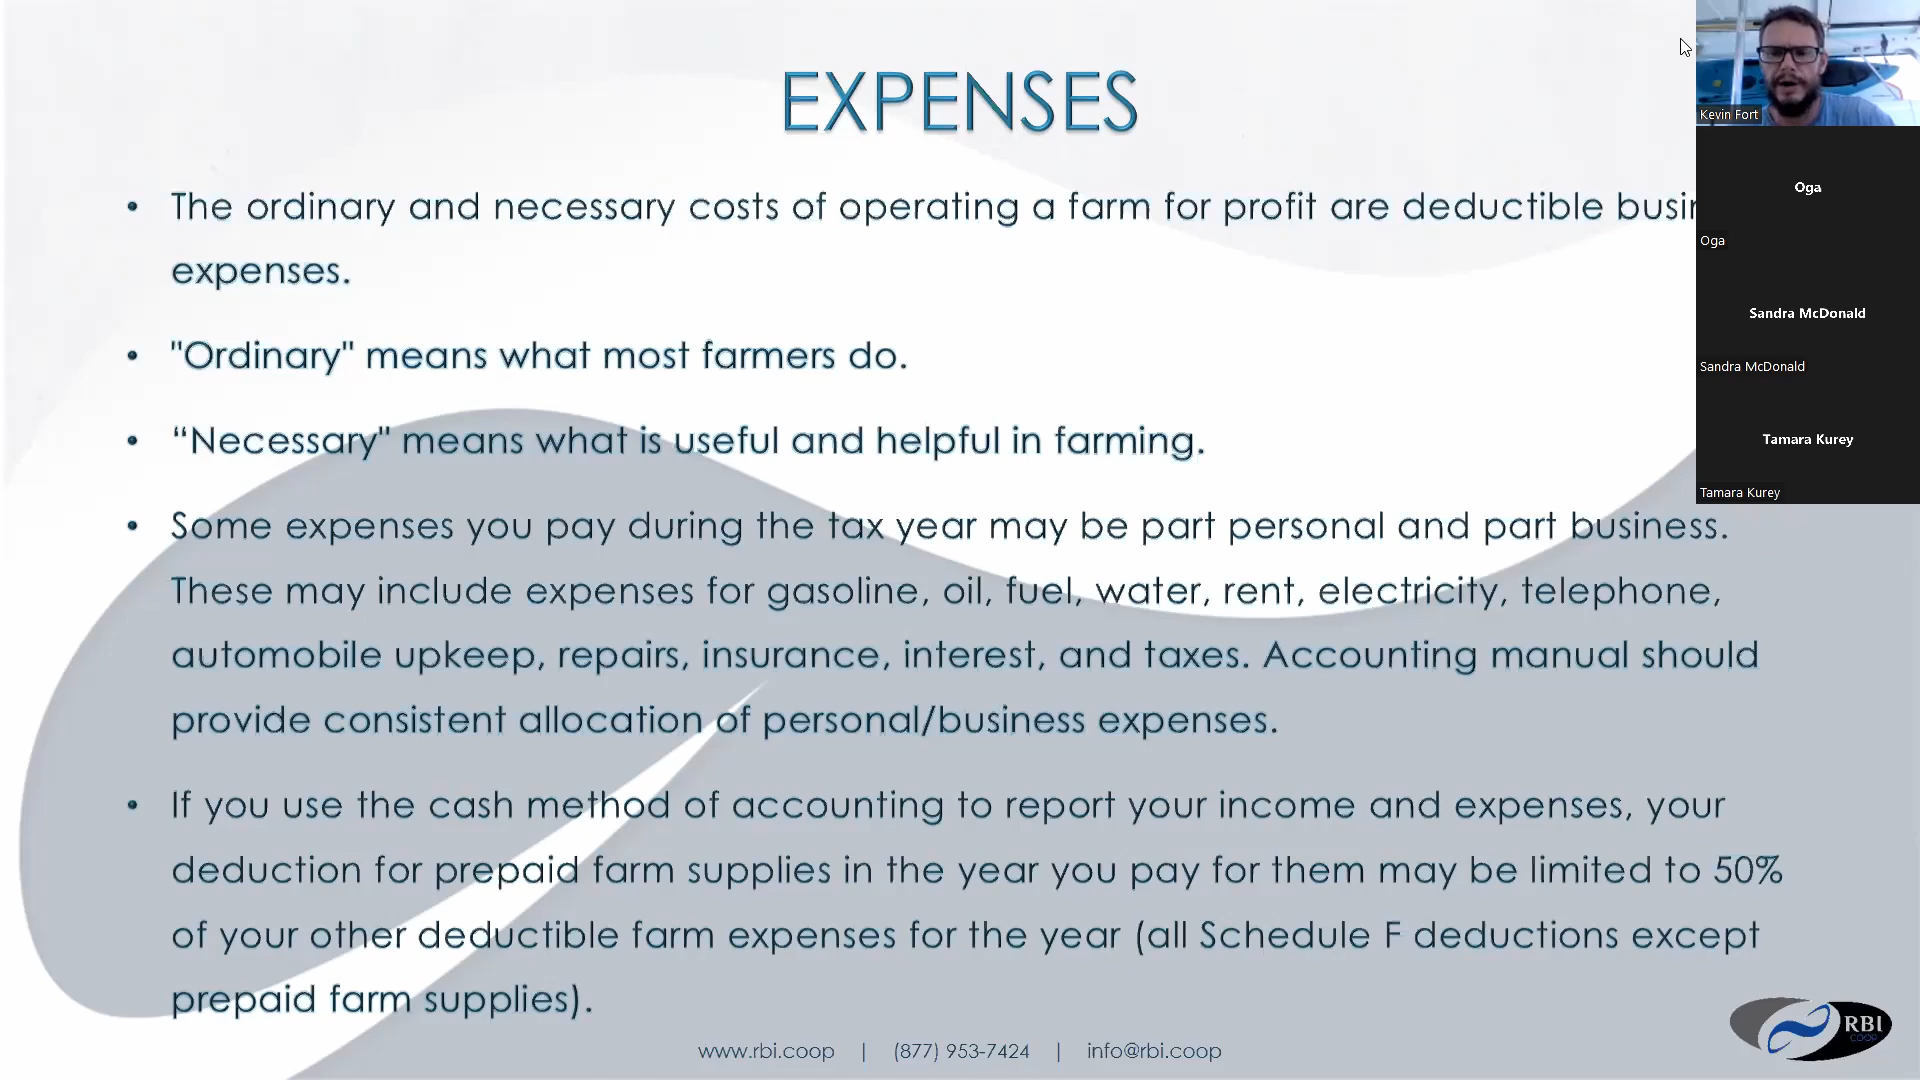 EXPENSES
• The ordinary and necessary costs of operating a farm for profit are deductible
expenses.
• "Ordinary" means what most farmers do.
• “Necessary" means what is useful and helpful in farming.
• Some expenses you pay during the tax year may be part personal and part business.
These may include expenses for gasoline, oil, fuel, water, rent, electricity, telephone,
automobile upkeep, repairs, insurance, interest, and taxes. Accounting manual should
provide consistent allocation of personal/business expenses.
• If you use the cash method of accounting to report your income and expenses, your
deduction for prepaid farm supplies in the year you pay for them may be limited to 50%
of your other deductible farm expenses for the year (all Schedule F deductions except
prepaid farm supplies).
www.rbi.coop | (877) 953-7424 | info@rbi.coop
RBI
COOP
Kevin Fort
Oga
Oga
Sandra McDonald
Sandra McDonald
Tamara Kurey
Tamara Kurey